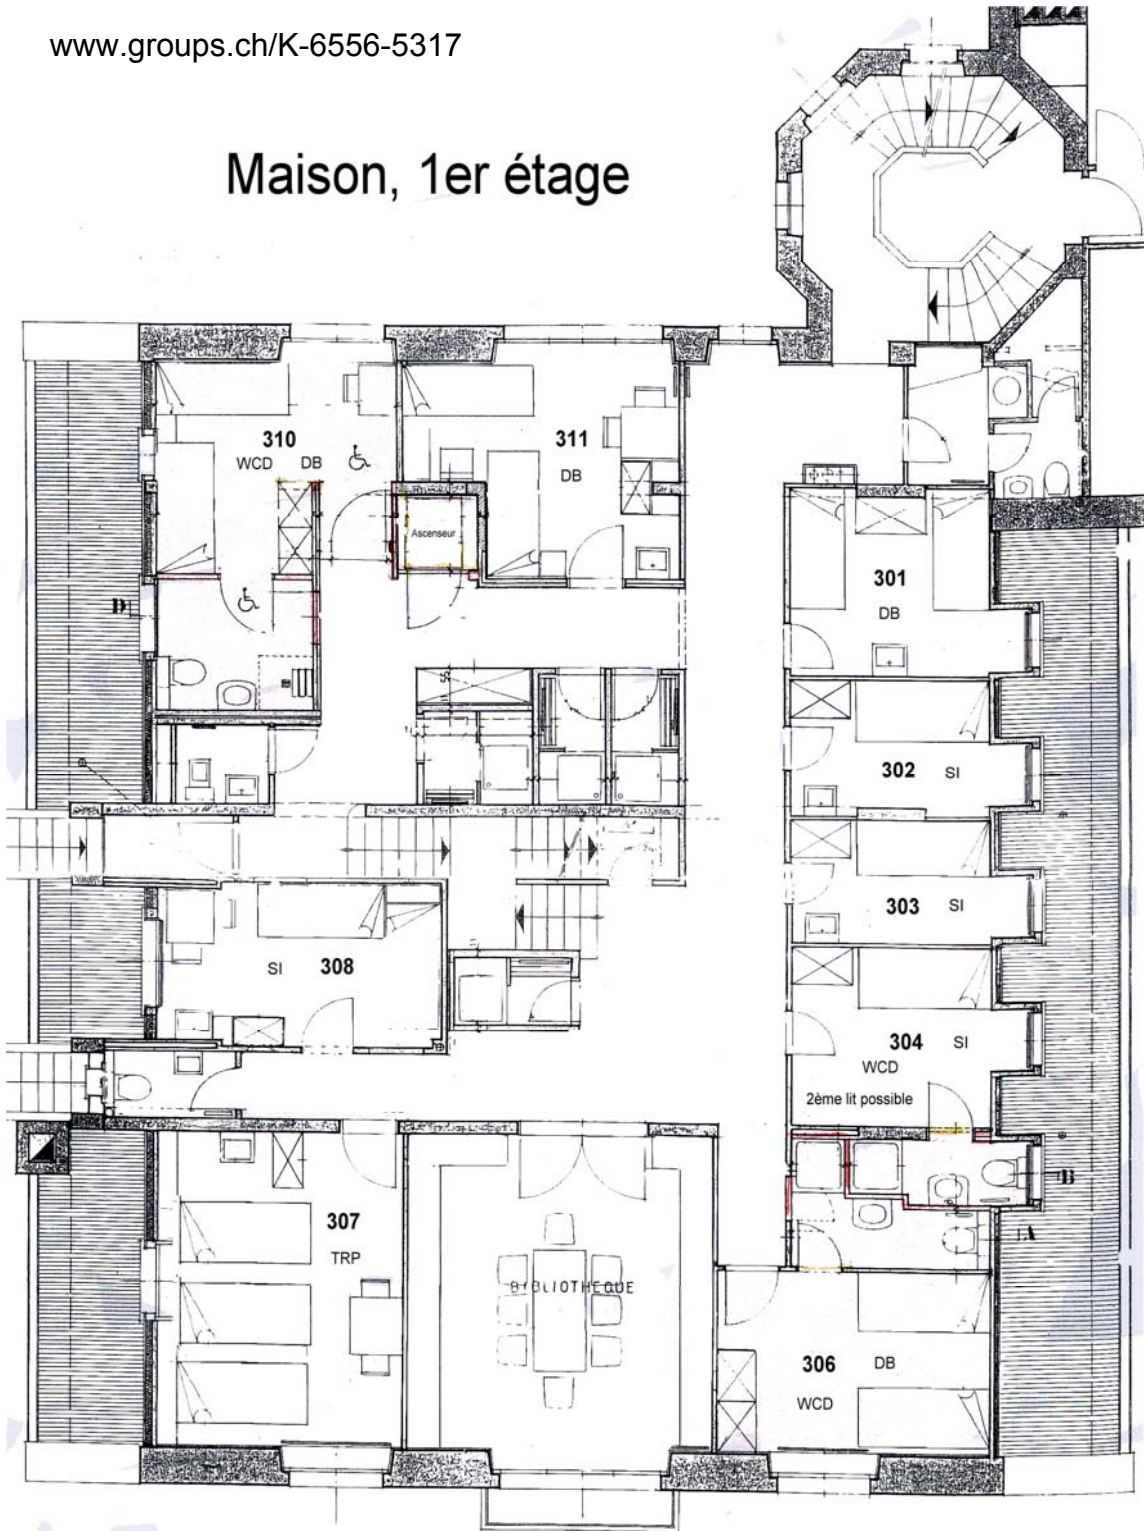 www.groups.ch/K-6556-5317
Maison, 1er étage
310
WCD DB
311
DB
Ascenseur
301
DB
55
302 SI
303 SI
SI 308
304 SI
WCD
2ème lit possible
B
307
TRP
BIBLIOTHEQUE
306 DB
WCD